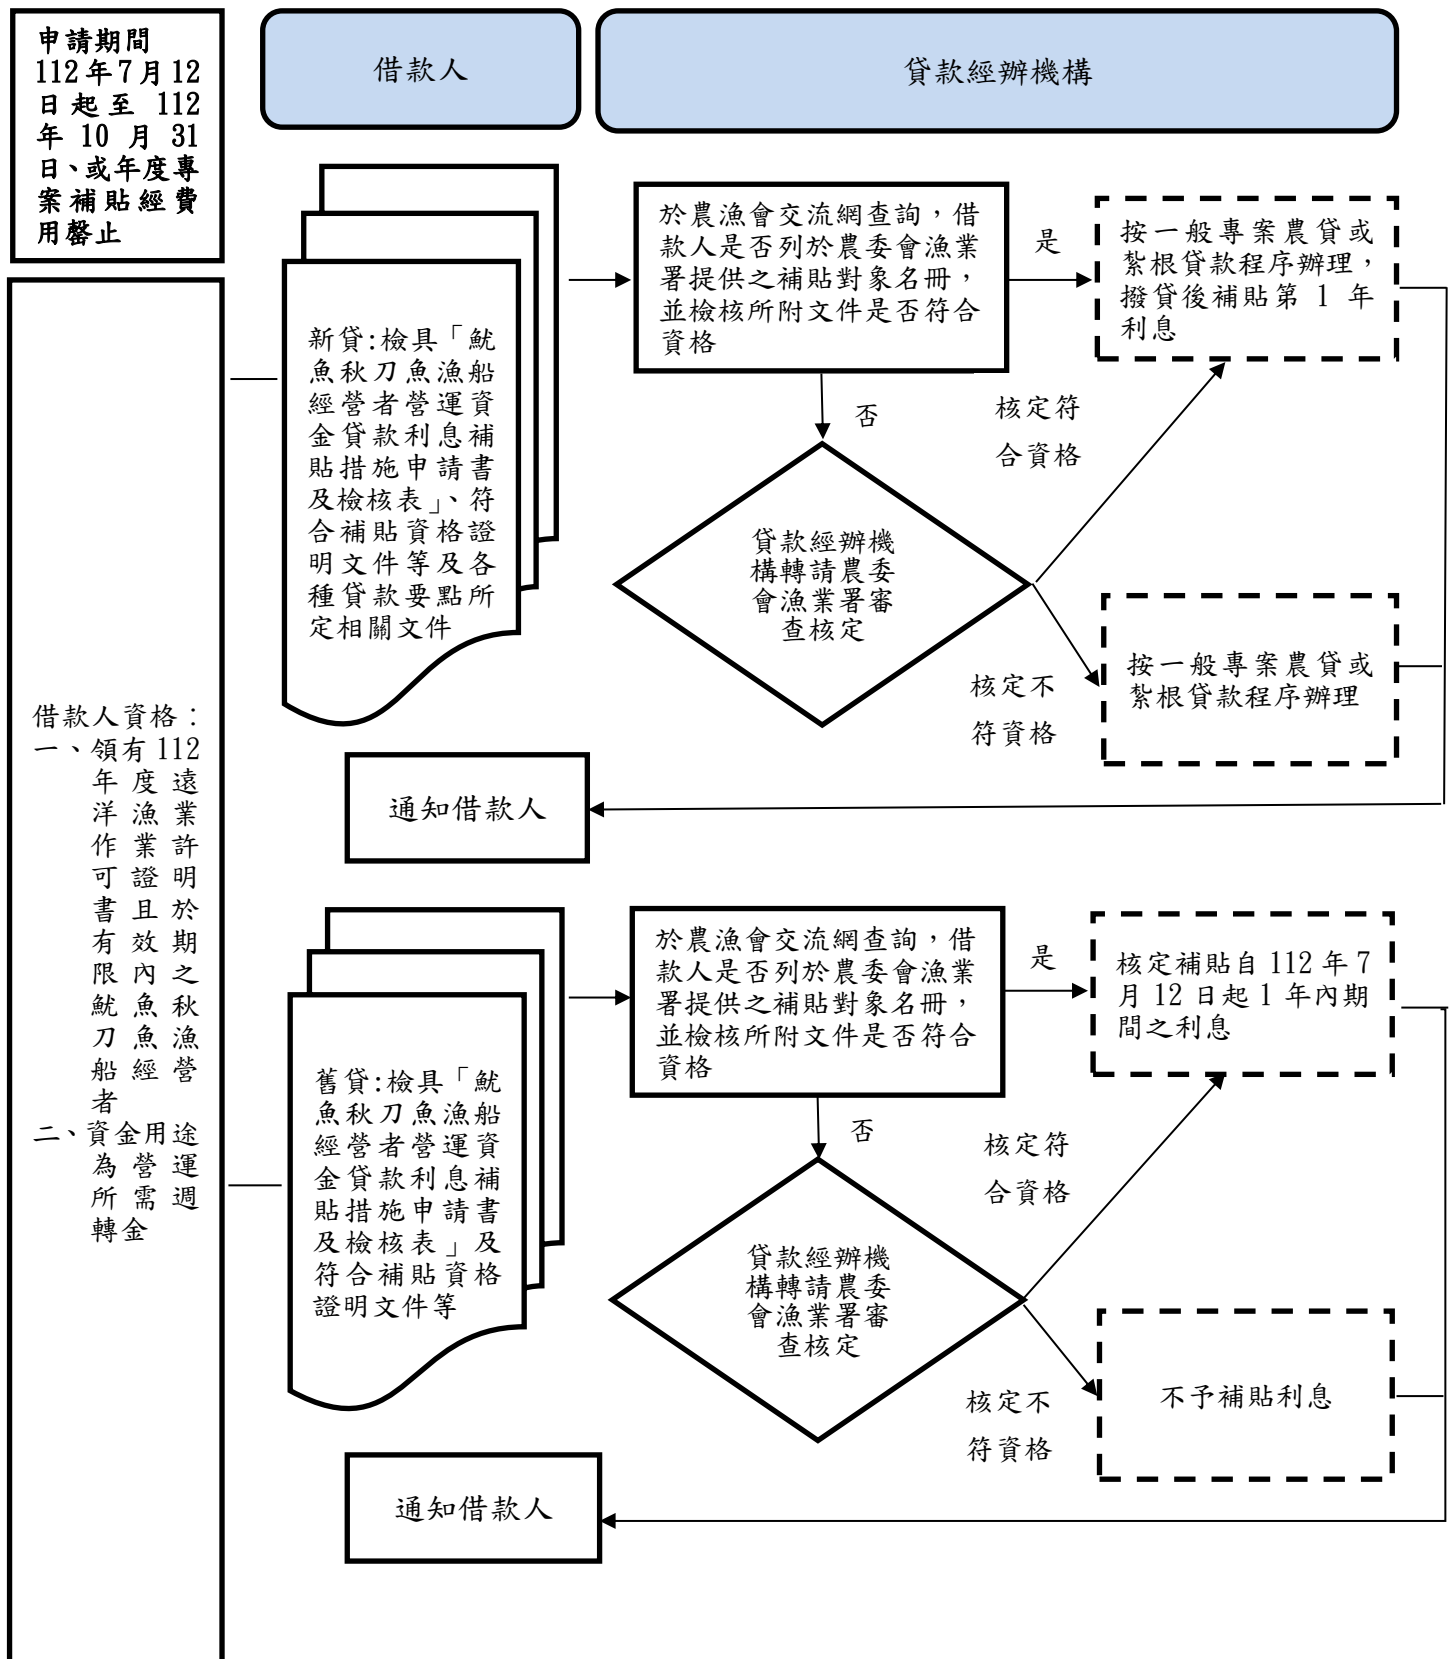 申請期間
112年7月12
日起至 112
年 10 月 31
日、或年度專
案補貼經費
用罄止
借款人
貸款經辦機構
借款人資格：
一、領有112
年度遠
洋漁業
作業許
可證明
書且於
有效期
限內之
魷魚秋
刀魚漁
船經營
者
二、資金用途
為營運
所需週
轉金
新貸:檢具「魷
魚秋刀魚漁船
經營者營運資
金貸款利息補
貼措施申請書
及檢核表」、符
合補貼資格證
明文件等及各
種貸款要點所
定相關文件
於農漁會交流網查詢，借
款人是否列於農委會漁業
署提供之補貼對象名冊，
並檢核所附文件是否符合
資格
是
按一般專案農貸或
紮根貸款程序辦理，
撥貸後補貼第 1 年
利息
否
核定符
合資格
貸款經辦機
構轉請農委
會漁業署審
查核定
核定不
符資格
按一般專案農貸或
紮根貸款程序辦理
通知借款人
舊貸:檢具「魷
魚秋刀魚漁船
經營者營運資
金貸款利息補
貼措施申請書
及檢核表」及
符合補貼資格
證明文件等
於農漁會交流網查詢，借
款人是否列於農委會漁業
署提供之補貼對象名冊，
並檢核所附文件是否符合
資格
是
核定補貼自112年7
月12日起1年內期
間之利息
否
核定符
合資格
貸款經辦機
構轉請農委
會漁業署審
查核定
核定不
符資格
不予補貼利息
通知借款人